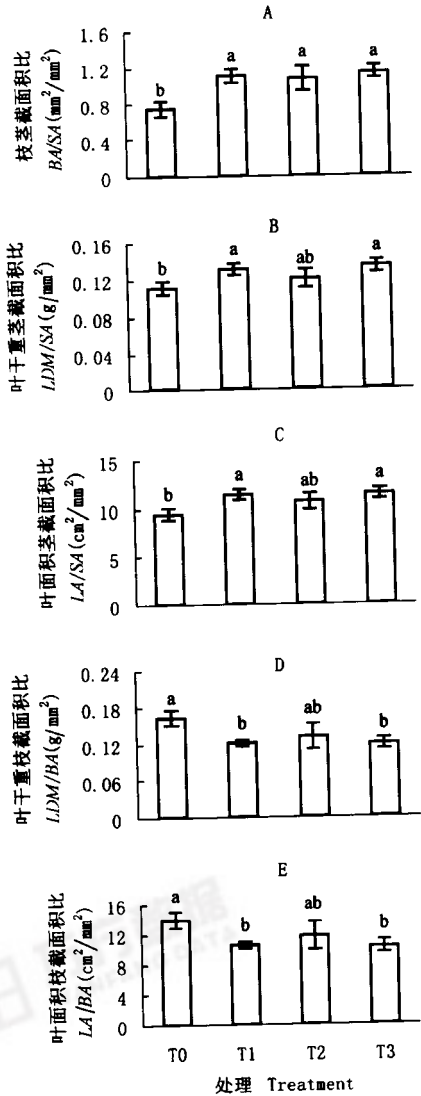 A
枝茎截面积比
BA/SA(mm²/mm²)
1.6
1.2
0.8
0.4
0
b
a
a
a
B
叶干重茎截面积比
LDM/SA(g/mm²)
0.16
0.12
0.08
0.04
0
b
a
ab
a
C
叶面积茎截面积比
LA/SA(cm²/mm²)
15
10
5
0
b
a
ab
a
D
叶干重枝截面积比
LDM/BA(g/mm²)
0.24
0.18
0.12
0.06
0
a
b
ab
b
E
叶面积枝截面积比
LA/BA(cm²/mm²)
16
12
8
4
0
a
b
ab
b
T0
T1
T2
T3
处理 Treatment